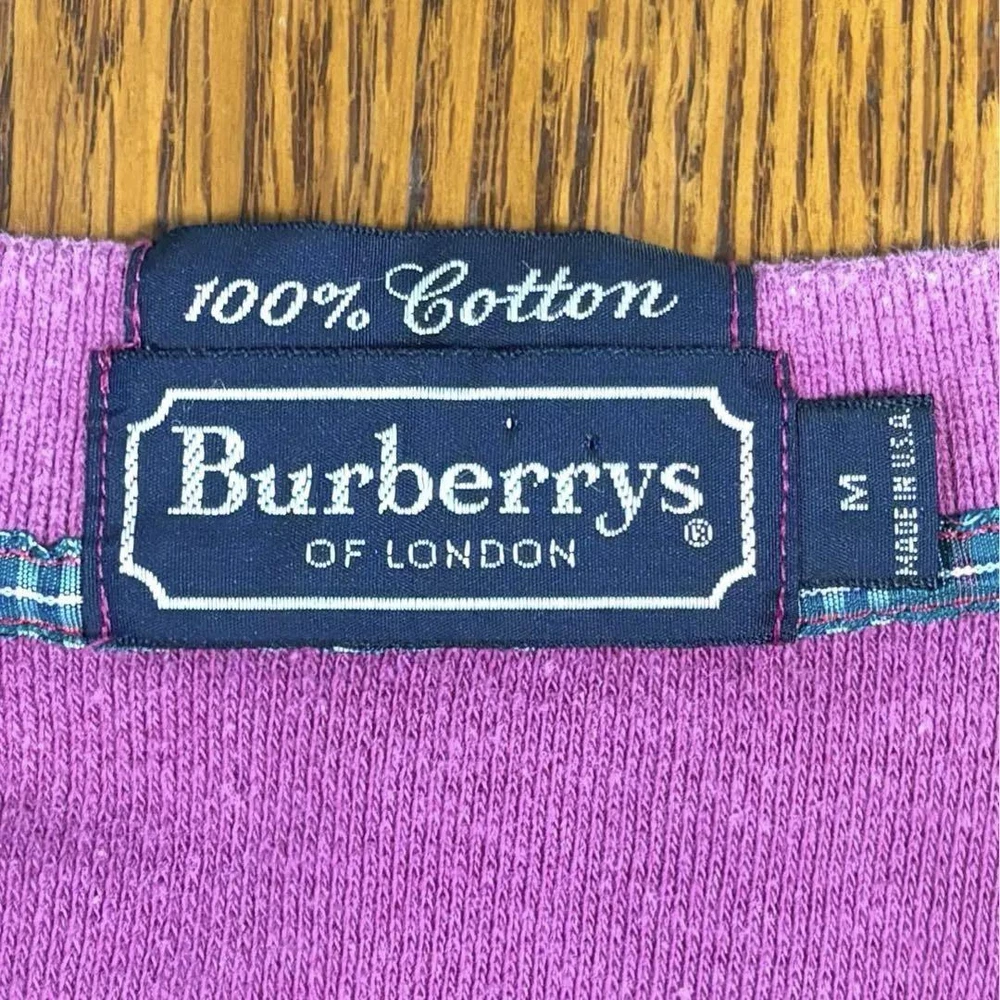 100% Cotton
Burberrys®
OF LONDON
M
MADE IN U.S.A.